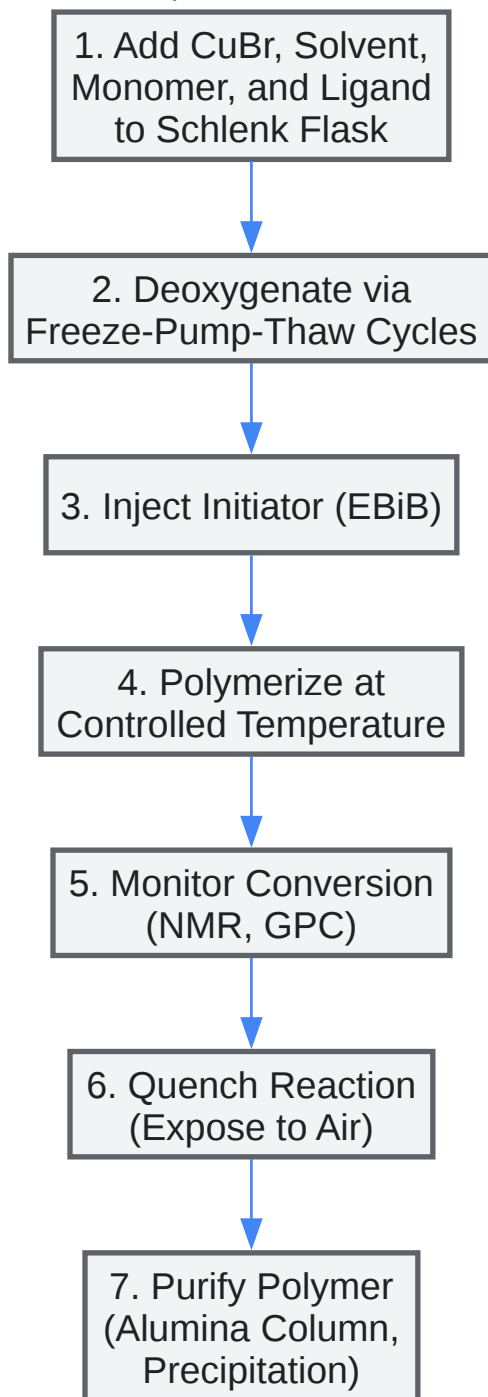 1. Add CuBr, Solvent,
Monomer, and Ligand
to Schlenk Flask
2. Deoxygenate via
Freeze-Pump-Thaw Cycles
3. Inject Initiator (EBiB)
4. Polymerize at
Controlled Temperature
5. Monitor Conversion
(NMR, GPC)
6. Quench Reaction
(Expose to Air)
7. Purify Polymer
(Alumina Column,
Precipitation)